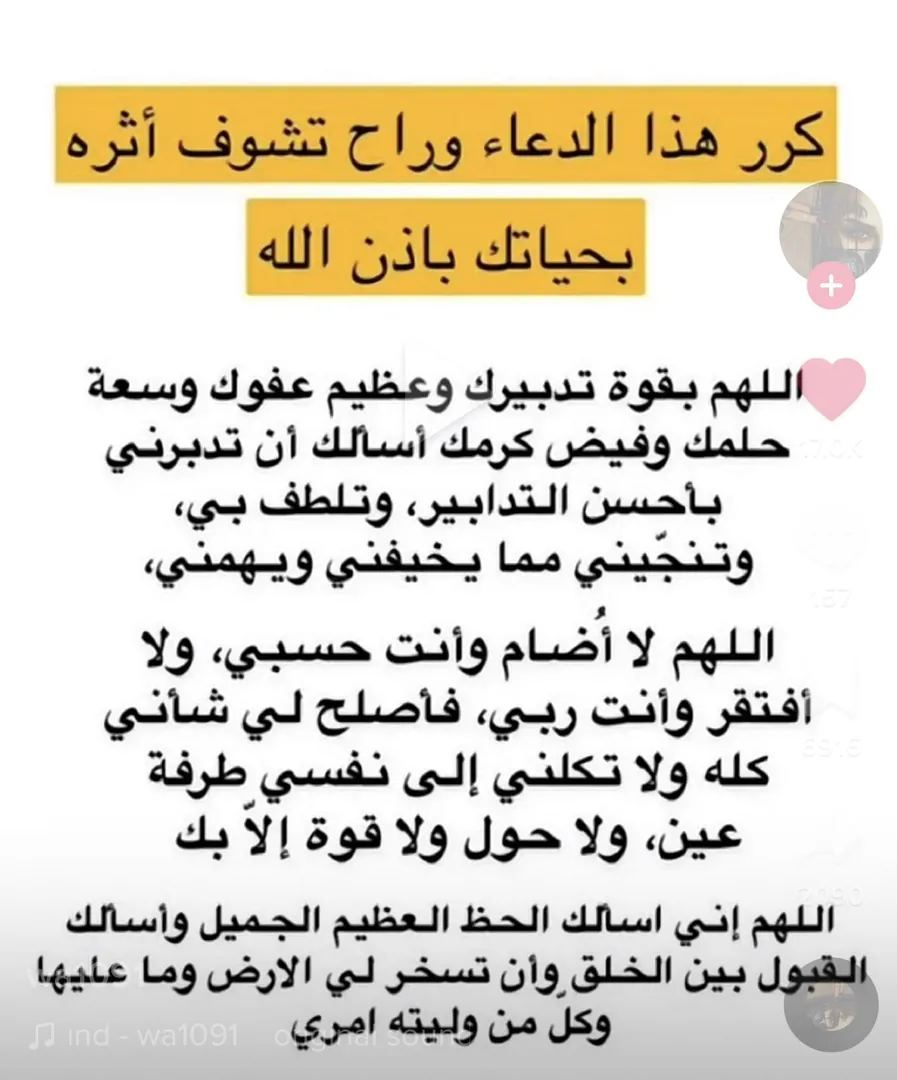 كرر هذا الدعاء وراح تشوف أثره
بحياتك باذن الله
اللهم بقوة تدبيرك وعظيم عفوك وسعة
حلمك وفيض كرمك أسألك أن تدبرني
بأحسن التدابير، وتلطف بي،
وتنجّيني مما يخيفني ويهمني،
اللهم لا أُضام وأنت حسبي، ولا
أفتقر وأنت ربي، فأصلح لي شأني
كله ولا تكلني إلى نفسي طرفة
عين، ولا حول ولا قوة إلاّ بك
اللهم إني اسألك الحظ العظيم الجميل وأسألك
القبول بين الخلق وأن تسخر لي الارض وما عليها
وكلّ من وليته امري
17.0K
157
6916
wa1091
ind - wa1091 original sound